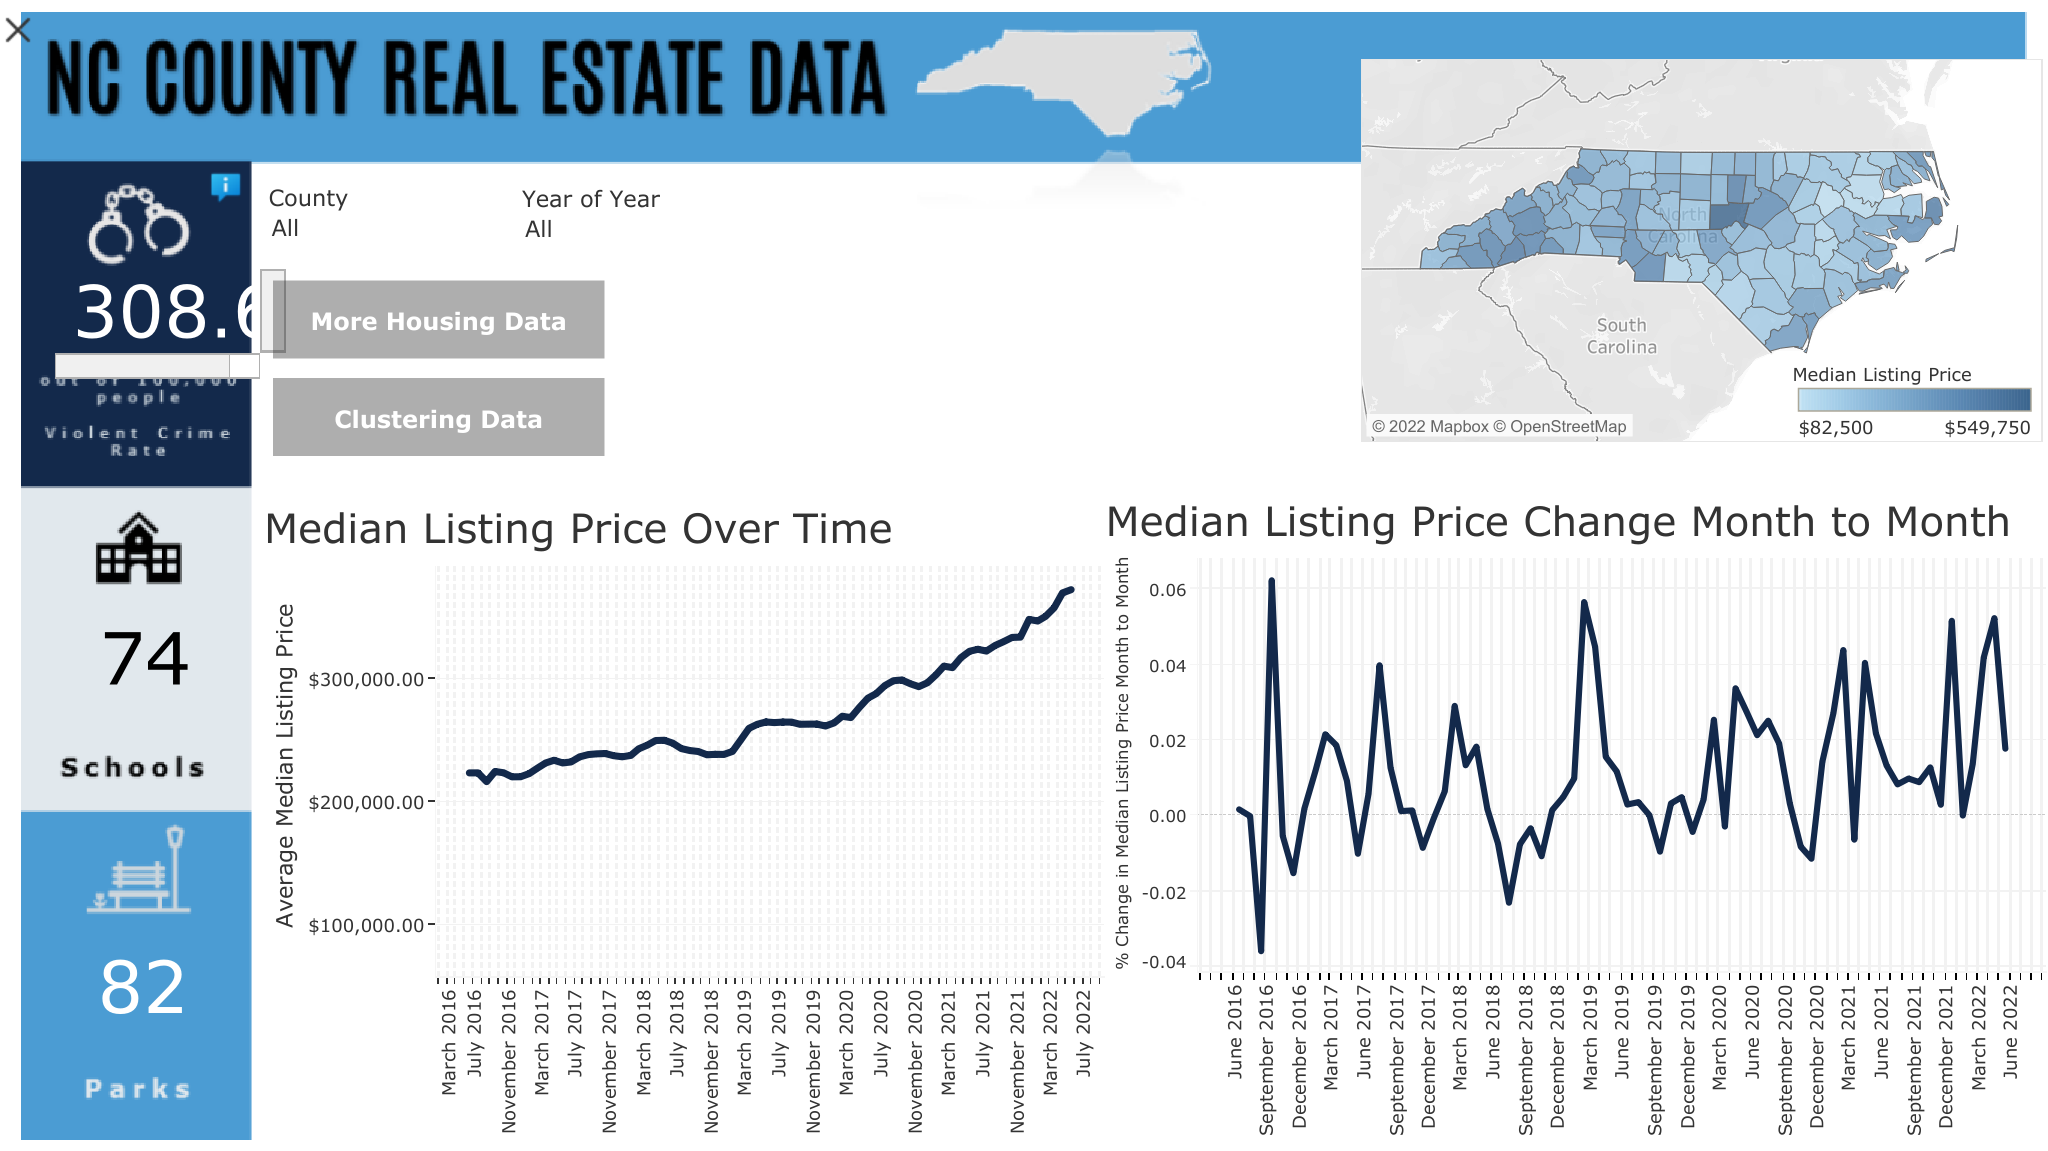 NC COUNTY REAL ESTATE DATA
North
Carolina
South
Carolina
Median Listing Price
$82,500 $549,750
© 2022 Mapbox © OpenStreetMap
County
All
Year of Year
All
More Housing Data
Clustering Data
308.6
out of 100,000
people
Violent Crime
Rate
74
Schools
82
Parks
Median Listing Price Over Time
Average Median Listing Price
$300,000.00
$200,000.00
$100,000.00
March 2016
July 2016
November 2016
March 2017
July 2017
November 2017
March 2018
July 2018
November 2018
March 2019
July 2019
November 2019
March 2020
July 2020
November 2020
March 2021
July 2021
November 2021
March 2022
July 2022
Median Listing Price Change Month to Month
% Change in Median Listing Price Month to Month
0.06
0.04
0.02
0.00
-0.02
-0.04
June 2016
September 2016
December 2016
March 2017
June 2017
September 2017
December 2017
March 2018
June 2018
September 2018
December 2018
March 2019
June 2019
September 2019
December 2019
March 2020
June 2020
September 2020
December 2020
March 2021
June 2021
September 2021
December 2021
March 2022
June 2022